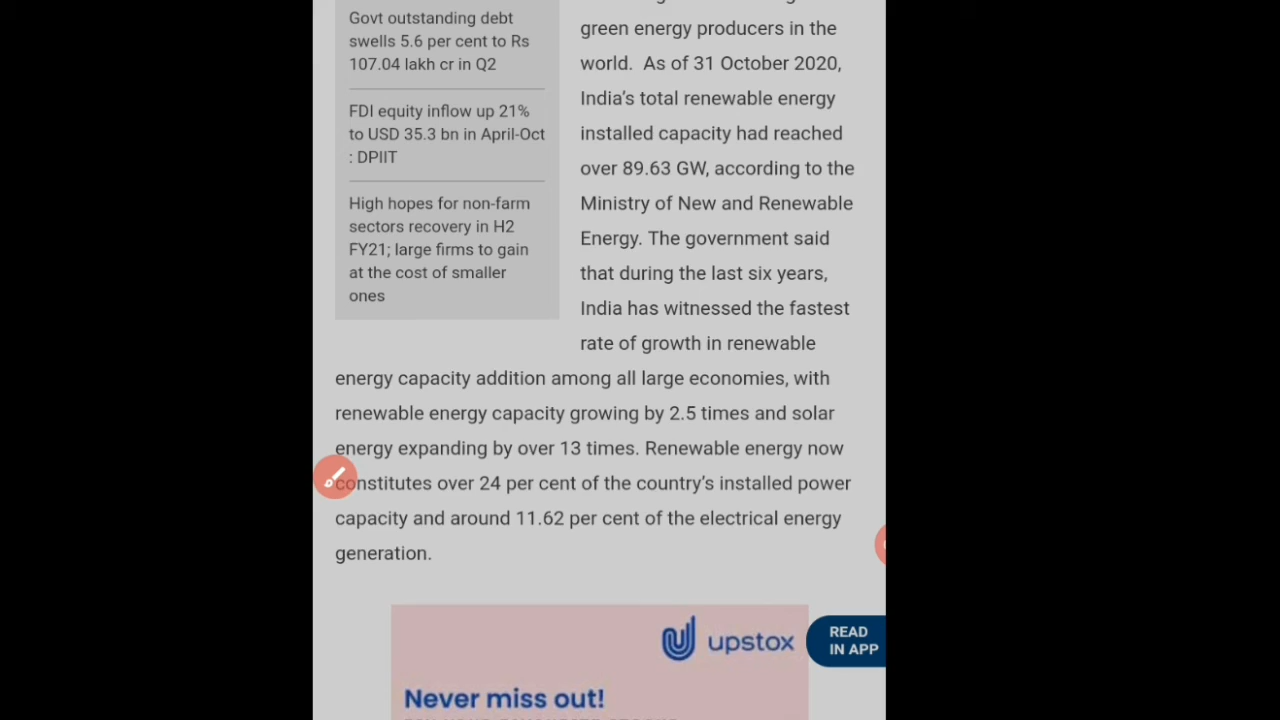 Govt outstanding debt
swells 5.6 per cent to Rs
107.04 lakh cr in Q2
FDI equity inflow up 21%
to USD 35.3 bn in April-Oct
: DPIIT
High hopes for non-farm
sectors recovery in H2
FY21; large firms to gain
at the cost of smaller
ones
green energy producers in the
world. As of 31 October 2020,
India's total renewable energy
installed capacity had reached
over 89.63 GW, according to the
Ministry of New and Renewable
Energy. The government said
that during the last six years,
India has witnessed the fastest
rate of growth in renewable
energy capacity addition among all large economies, with
renewable energy capacity growing by 2.5 times and solar
energy expanding by over 13 times. Renewable energy now
constitutes over 24 per cent of the country's installed power
capacity and around 11.62 per cent of the electrical energy
generation.
upstox
READ
IN APP
Never miss out!